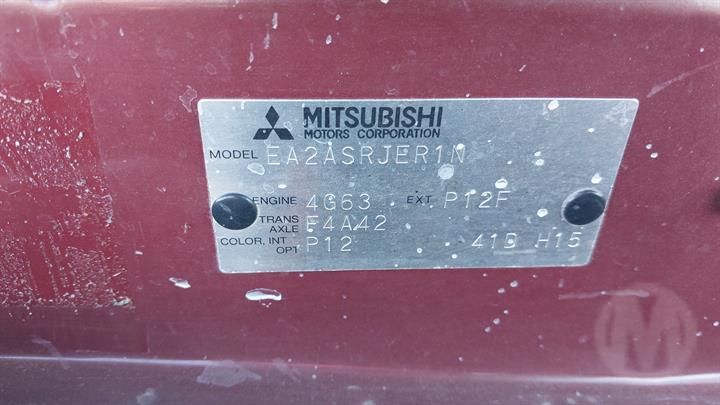 MITSUBISHI
MOTORS CORPORATION
MODEL EA2ASRJER1N
ENGINE 4G63 EXT P12F
TRANS AXLE F4A42
COLOR, INT OPT P12 41D H15
M